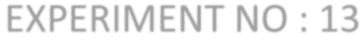 EXPERIMENT NO : 13